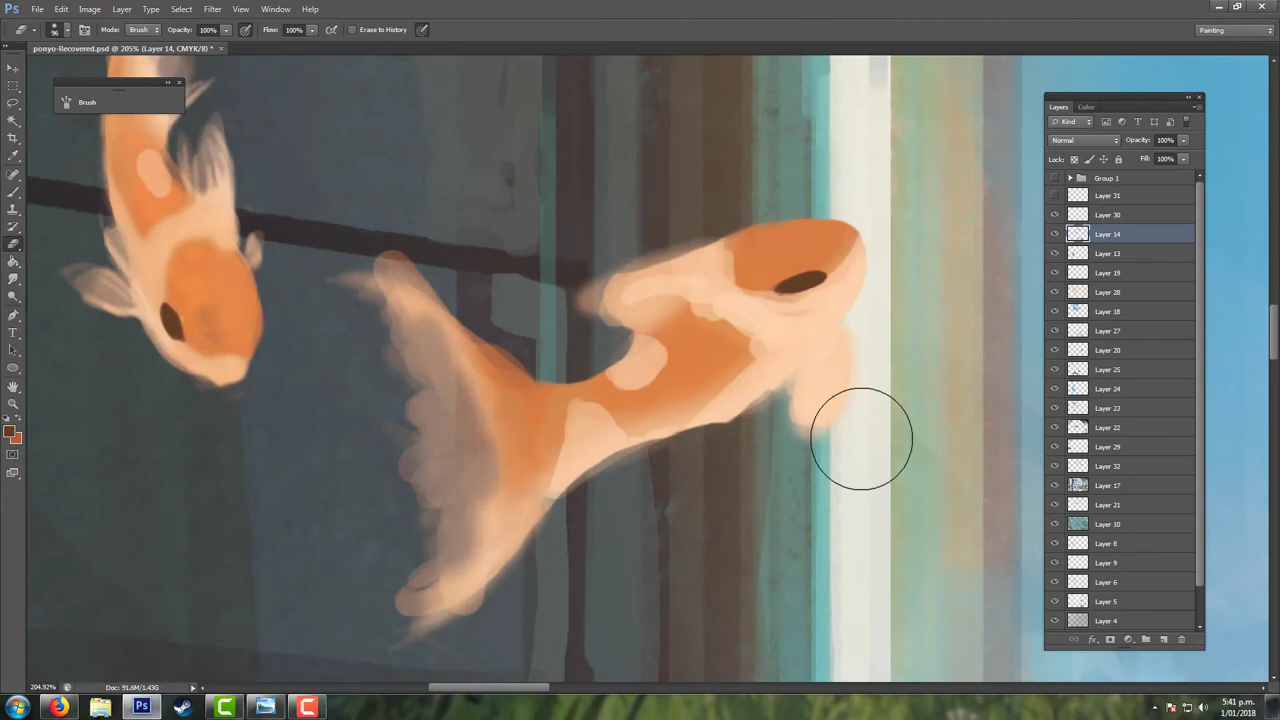 Ps File Edit Image Layer Type Select Filter View Window Help
96 Mode: Brush Opacity: 100% Flow: 100% Erase to History Painting
ponyo-Recovered.psd @ 205% (Layer 14, CMYK/8) *
Brush
Layers Color
Kind
Normal Opacity: 100%
Lock: Fill: 100%
Group 1
Layer 31
Layer 30
Layer 14
Layer 13
Layer 19
Layer 28
Layer 18
Layer 27
Layer 20
Layer 25
Layer 24
Layer 23
Layer 22
Layer 29
Layer 32
Layer 17
Layer 21
Layer 10
Layer 8
Layer 9
Layer 6
Layer 5
Layer 4
fx
204.92% Doc: 91.6M/1.43G
Ps
5:41 p.m.
1/01/2018